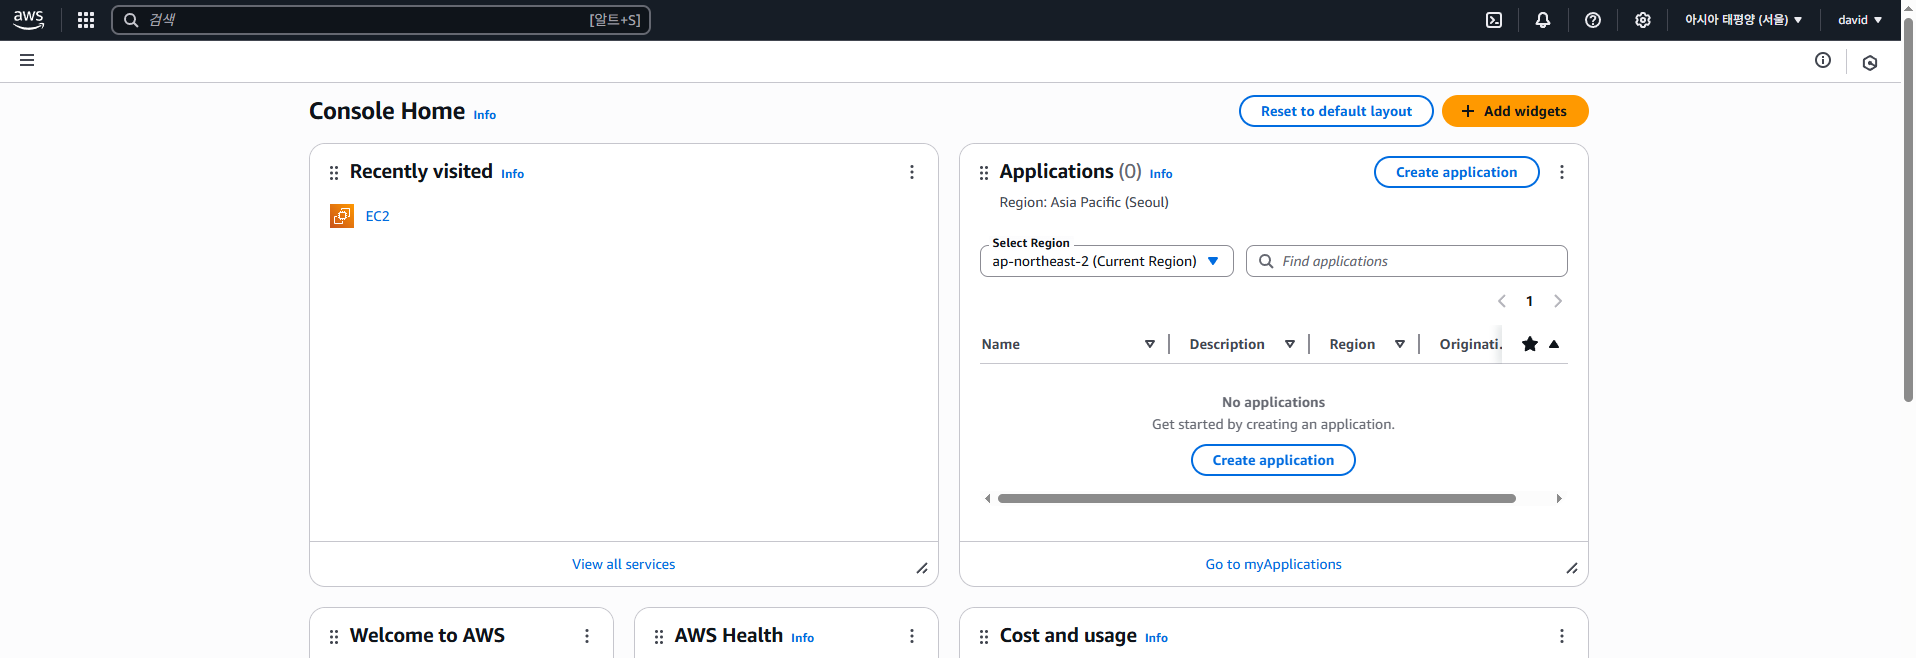 aws
검색
[알트+S]
아시아 태평양 (서울)
david
Console Home Info
Reset to default layout
Add widgets
Recently visited Info
EC2
View all services
Applications (0) Info
Create application
Region: Asia Pacific (Seoul)
Select Region
ap-northeast-2 (Current Region)
Find applications
1
Name
Description
Region
Originati.
No applications
Get started by creating an application.
Create application
Go to myApplications
Welcome to AWS
AWS Health Info
Cost and usage Info